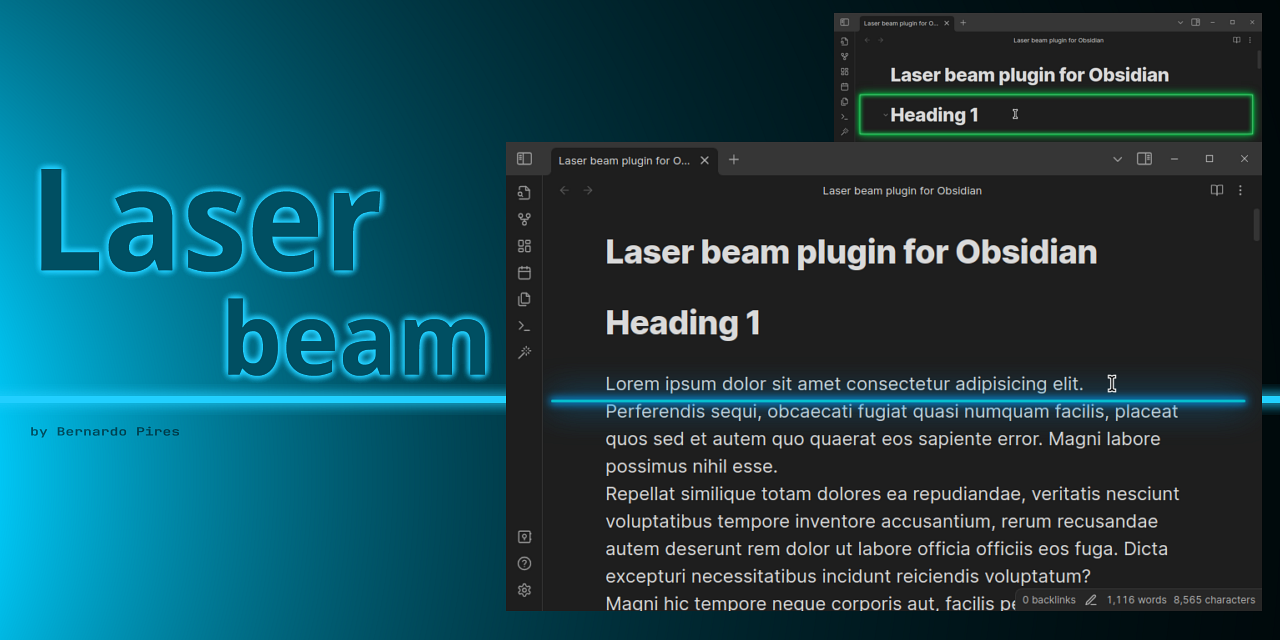 Laser
beam
by Bernardo Pires
Laser beam plugin for O...
Laser beam plugin for Obsidian
Laser beam plugin for Obsidian
Heading 1
Laser beam plugin for O...
Laser beam plugin for Obsidian
Laser beam plugin for Obsidian
Heading 1
Lorem ipsum dolor sit amet consectetur adipisicing elit.
Perferendis sequi, obcaecati fugiat quasi numquam facilis, placeat
quos sed et autem quo quaerat eos sapiente error. Magni labore
possimus nihil esse.
Repellat similique totam dolores ea repudiandae, veritatis nesciunt
voluptatibus tempore inventore accusantium, rerum recusandae
autem deserunt rem dolor ut labore officia officiis eos fuga. Dicta
excepturi necessitatibus incidunt reiciendis voluptatum?
Magni hic tempore neque corporis aut, facilis
0 backlinks 1,116 words 8,565 characters